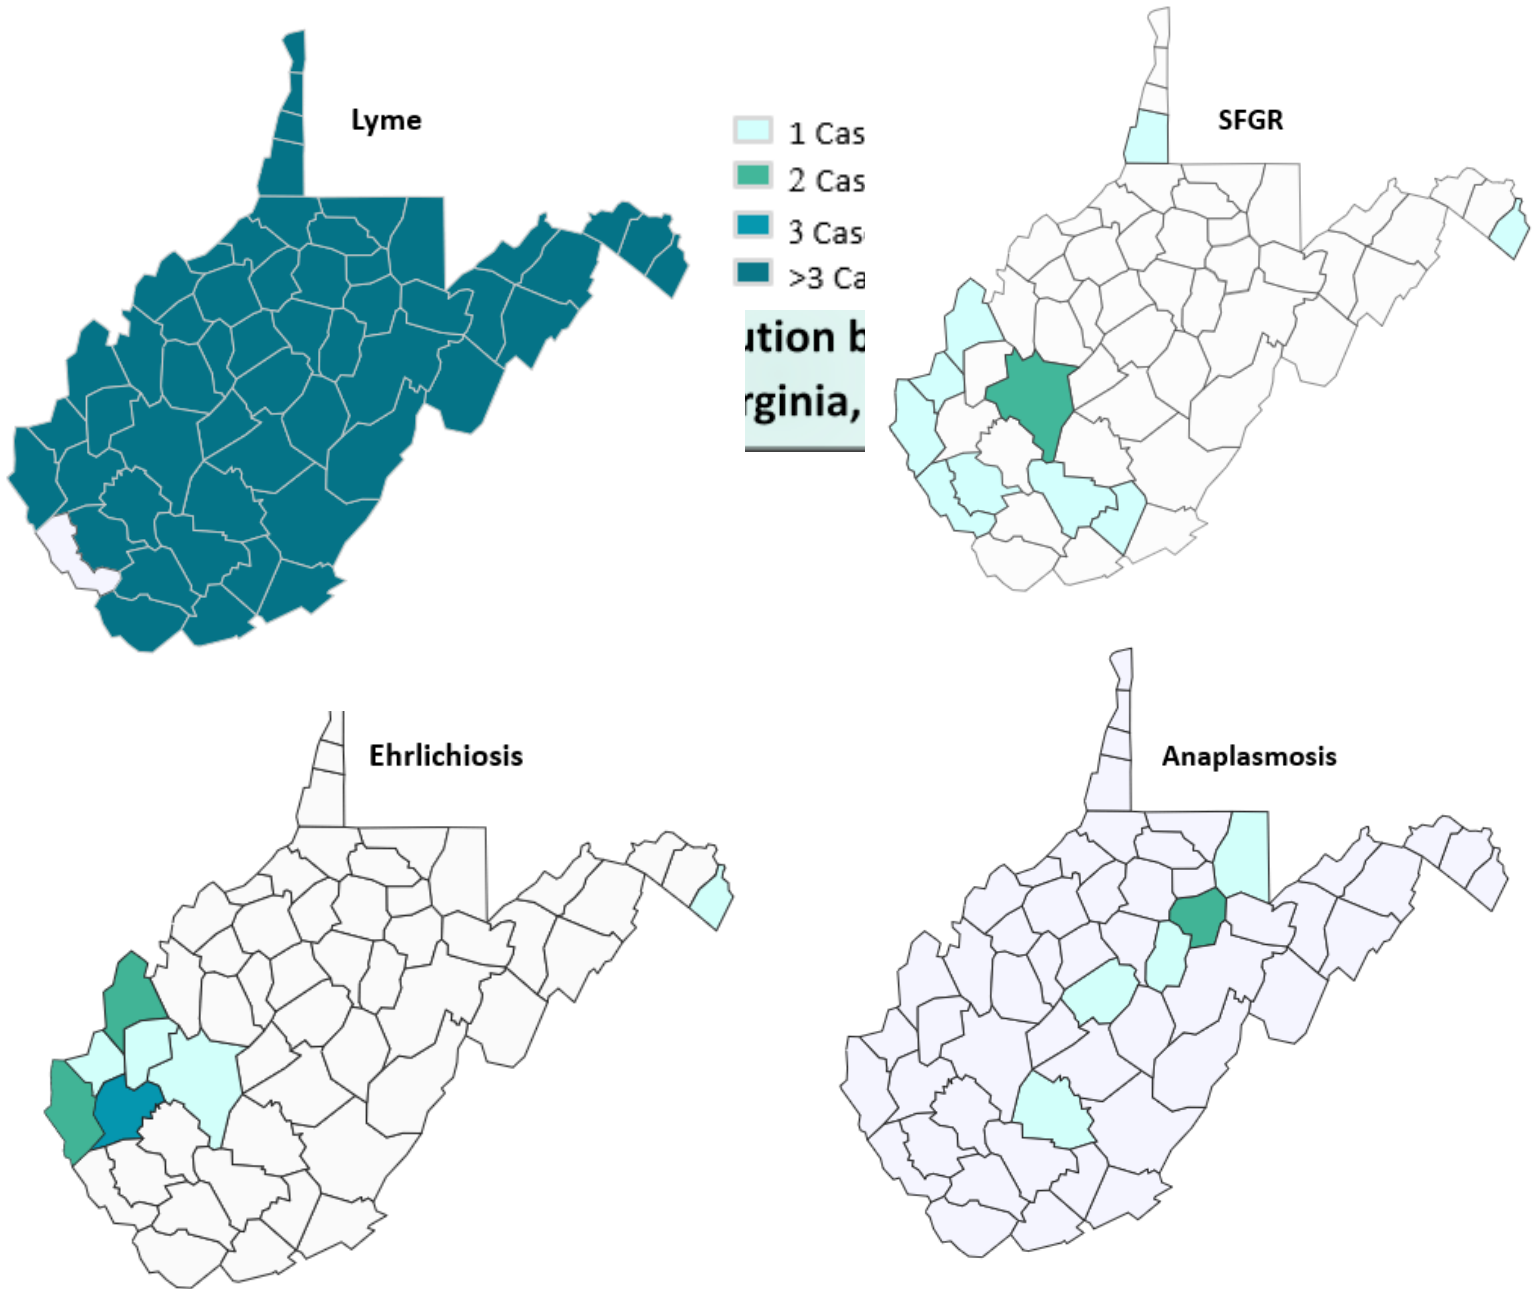 Lyme
SFGR
1 Cas
2 Cas
3 Cas
>3 Ca
ution b
rginia,
Ehrlichiosis
Anaplasmosis